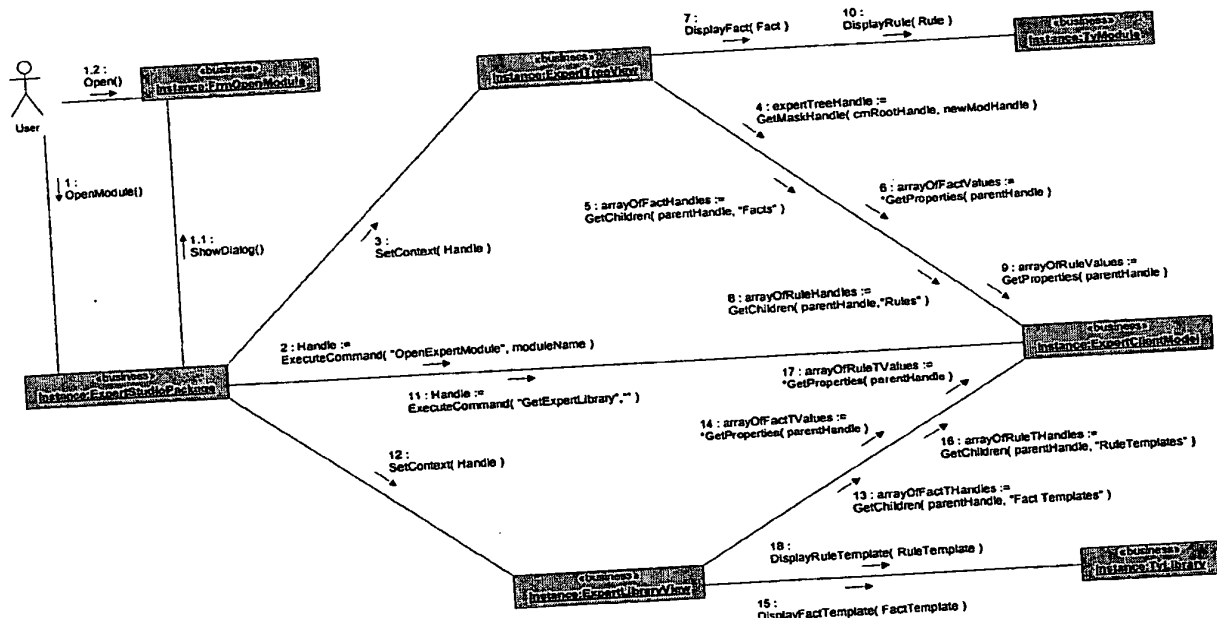 7 :
DisplayFact( Fact )
10 :
DisplayRule( Rule )
«business»
Instance:TvModule
«business»
Instance:ExpertTreeView
1.2 :
Open()
«business»
Instance:FrmOpenModule
User
4 : expertTreeHandle :=
GetMaskHandle( cmRootHandle, newModHandle )
1 :
OpenModule()
5 : arrayOfFactHandles :=
GetChildren( parentHandle, "Facts" )
6 : arrayOfFactValues :=
*GetProperties( parentHandle )
1.1 :
ShowDialog()
3 :
SetContext( Handle )
9 : arrayOfRuleValues :=
GetProperties( parentHandle )
8 : arrayOfRuleHandles :=
GetChildren( parentHandle,"Rules" )
2 : Handle :=
ExecuteCommand( "OpenExpertModule", moduleName )
«business»
Instance:ExpertClientModel
«business»
Instance:ExpertStudioPackage
17 : arrayOfRuleTValues :=
*GetProperties( parentHandle )
11 : Handle :=
ExecuteCommand( "GetExpertLibrary","" )
14 : arrayOfFactTValues :=
*GetProperties( parentHandle )
16 : arrayOfRuleTHandles :=
GetChildren( parentHandle, "RuleTemplates" )
12 :
SetContext( Handle )
13 : arrayOfFactTHandles :=
GetChildren( parentHandle, "Fact Templates" )
18 :
DisplayRuleTemplate( RuleTemplate )
«business»
Instance:TvLibrary
«business»
Instance:ExpertLibraryView
15 :
DisplayFactTemplate( FactTemplate )